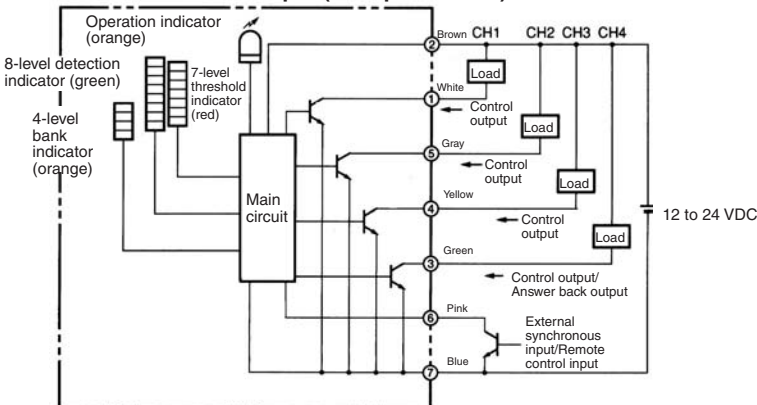 Operation indicator
(orange)
8-level detection
indicator (green)
7-level
threshold
indicator
(red)
4-level
bank
indicator
(orange)
Main
circuit
2 Brown CH1 CH2 CH3 CH4
Load
White
1
Control
output
Load
Gray
5
Control
output
Load
Yellow
4
Control
output
12 to 24 VDC
Load
Green
3
Control output/
Answer back output
Pink
6
External
synchronous
input/Remote
control input
Blue
7